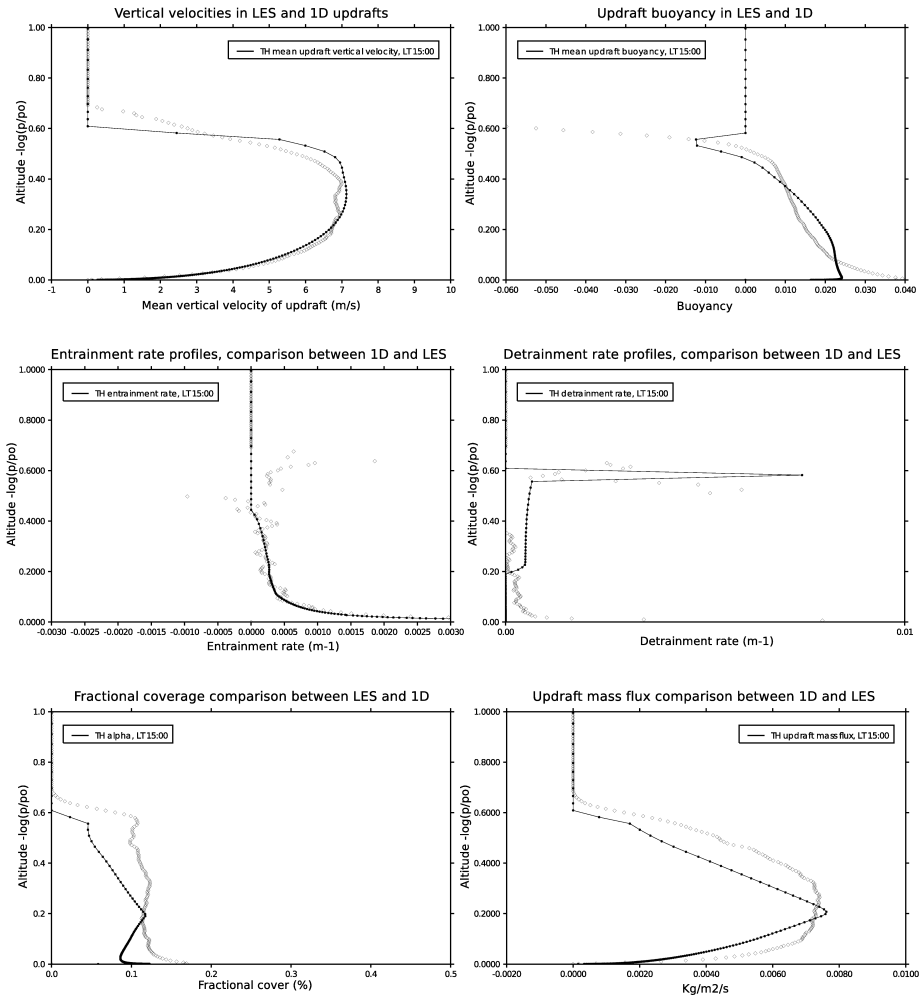 Vertical velocities in LES and 1D updrafts
TH mean updraft vertical velocity, LT 15:00
Altitude -log(p/po)
1.00
0.80
0.60
0.40
0.20
0.00
-1 0 1 2 3 4 5 6 7 8 9 10
Mean vertical velocity of updraft (m/s)
Updraft buoyancy in LES and 1D
TH mean updraft buoyancy, LT 15:00
Altitude -log(p/po)
1.000
0.800
0.600
0.400
0.200
0.000
-0.060 -0.050 -0.040 -0.030 -0.020 -0.010 0.000 0.010 0.020 0.030 0.040
Buoyancy
Entrainment rate profiles, comparison between 1D and LES
TH entrainment rate, LT 15:00
Altitude -log(p/po)
1.0000
0.8000
0.6000
0.4000
0.2000
0.0000
-0.0030 -0.0025 -0.0020 -0.0015 -0.0010 -0.0005 0.0000 0.0005 0.0010 0.0015 0.0020 0.0025 0.0030
Entrainment rate (m-1)
Detrainment rate profiles, comparison between 1D and LES
TH detrainment rate, LT 15:00
Altitude -log(p/po)
1.00
0.80
0.60
0.40
0.20
0.00
0.00 0.01
Detrainment rate (m-1)
Fractional coverage comparison between LES and 1D
TH alpha, LT 15:00
Altitude -log(p/po)
1.0
0.8
0.6
0.4
0.2
0.0
0.0 0.1 0.2 0.3 0.4 0.5
Fractional cover (%)
Updraft mass flux comparison between 1D and LES
TH updraft mass flux, LT 15:00
Altitude -log(p/po)
1.0000
0.8000
0.6000
0.4000
0.2000
0.0000
-0.0020 0.0000 0.0020 0.0040 0.0060 0.0080 0.0100
Kg/m2/s